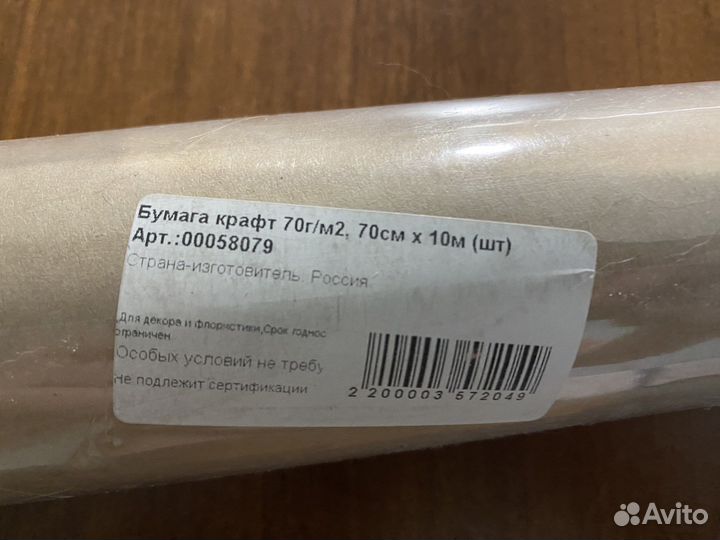 Бумага крафт 70г/м2, 70см х 10м (шт)
Арт.:00058079
Страна-изготовитель: Россия
Для декора и флористики,Срок годнос
ограничен
Особых условий не требу
Не подлежит сертификации
2 200003 572049
Avito